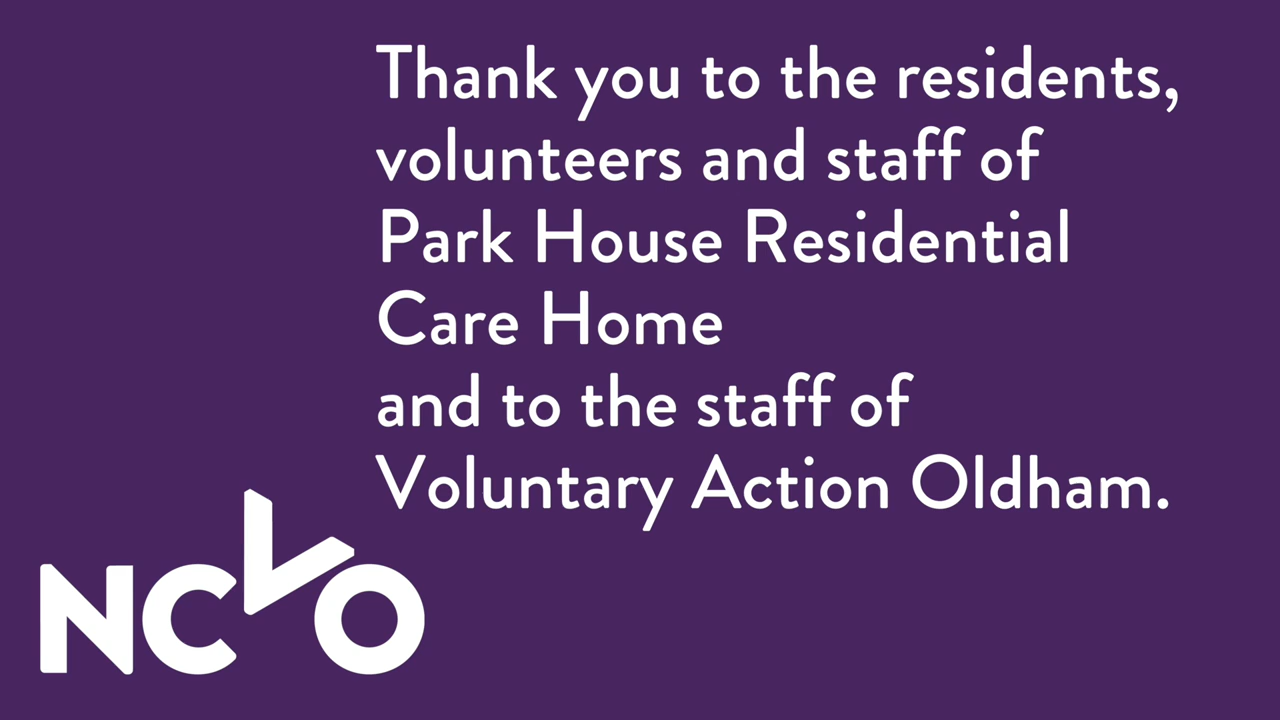 Thank you to the residents,
volunteers and staff of
Park House Residential
Care Home
and to the staff of
Voluntary Action Oldham.
NCVO